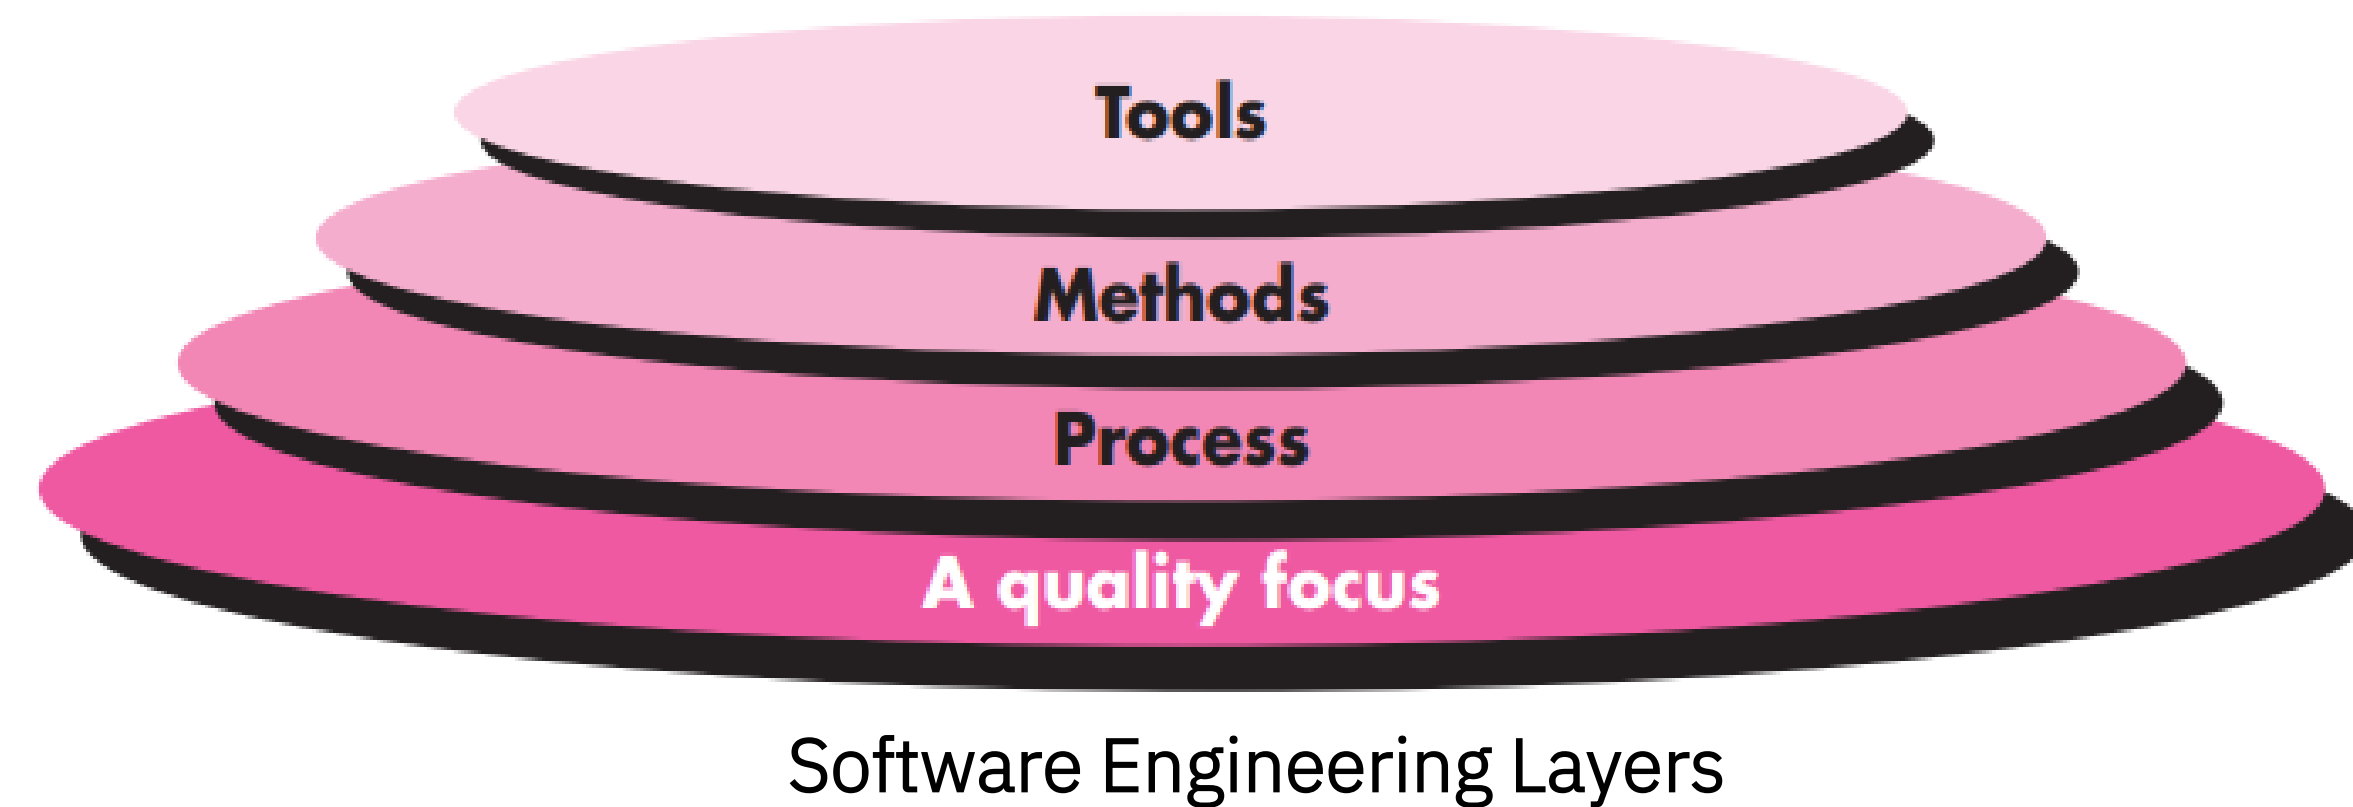 Tools
Methods
Process
A quality focus
Software Engineering Layers